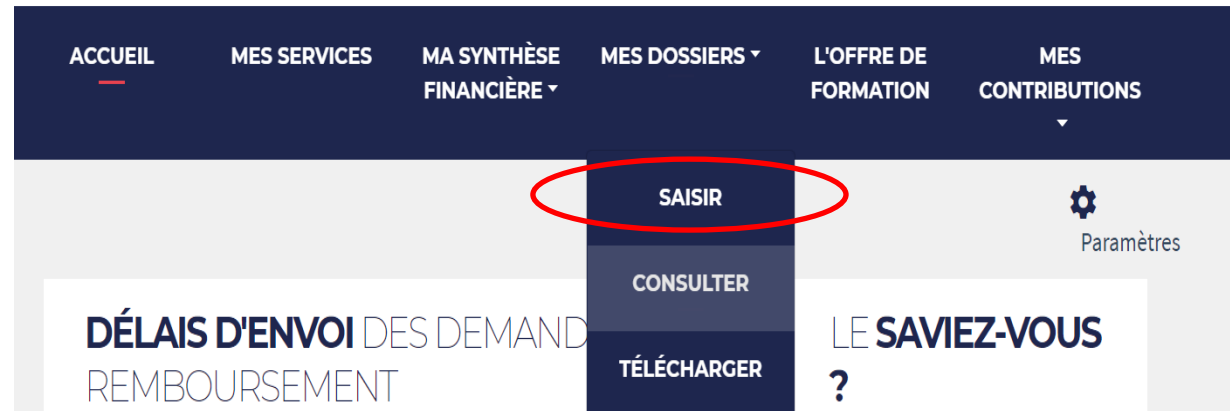 ACCUEIL
MES SERVICES
MA SYNTHÈSE
FINANCIÈRE
MES DOSSIERS
L'OFFRE DE
FORMATION
MES
CONTRIBUTIONS
SAISIR
CONSULTER
TÉLÉCHARGER
Paramètres
DÉLAIS D'ENVOI DES DEMAND
REMBOURSEMENT
LE SAVIEZ-VOUS
?